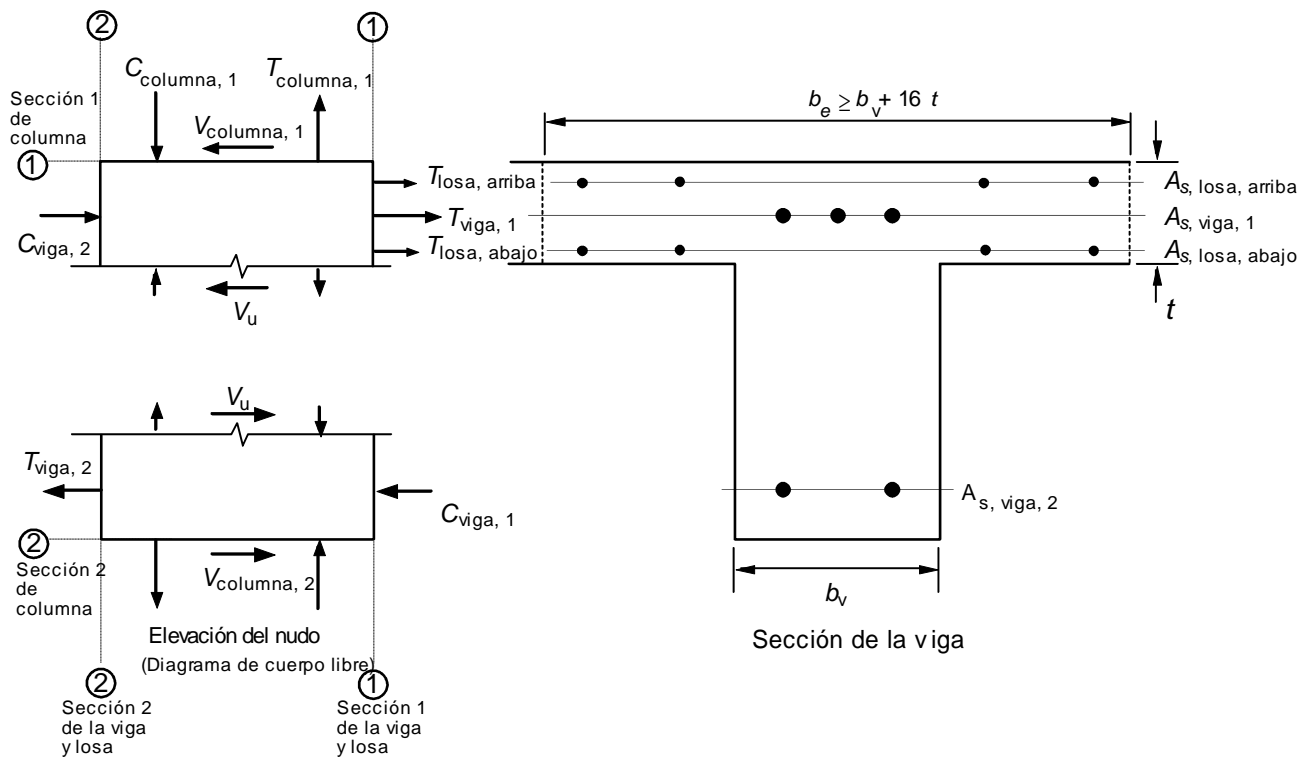 2
1
C columna, 1
T columna, 1
Sección 1
de
columna
1
V columna, 1
T losa, arriba
T viga, 1
T losa, abajo
C viga, 2
V u
V u
T viga, 2
C viga, 1
2
Sección 2
de
columna
V columna, 2
Elevación del nudo
(Diagrama de cuerpo libre)
2
1
Sección 2
de la viga
y losa
Sección 1
de la viga
y losa
b e ≥ b v + 16 t
A s, losa, arriba
A s, viga, 1
A s, losa, abajo
t
A s, viga, 2
b v
Sección de la viga